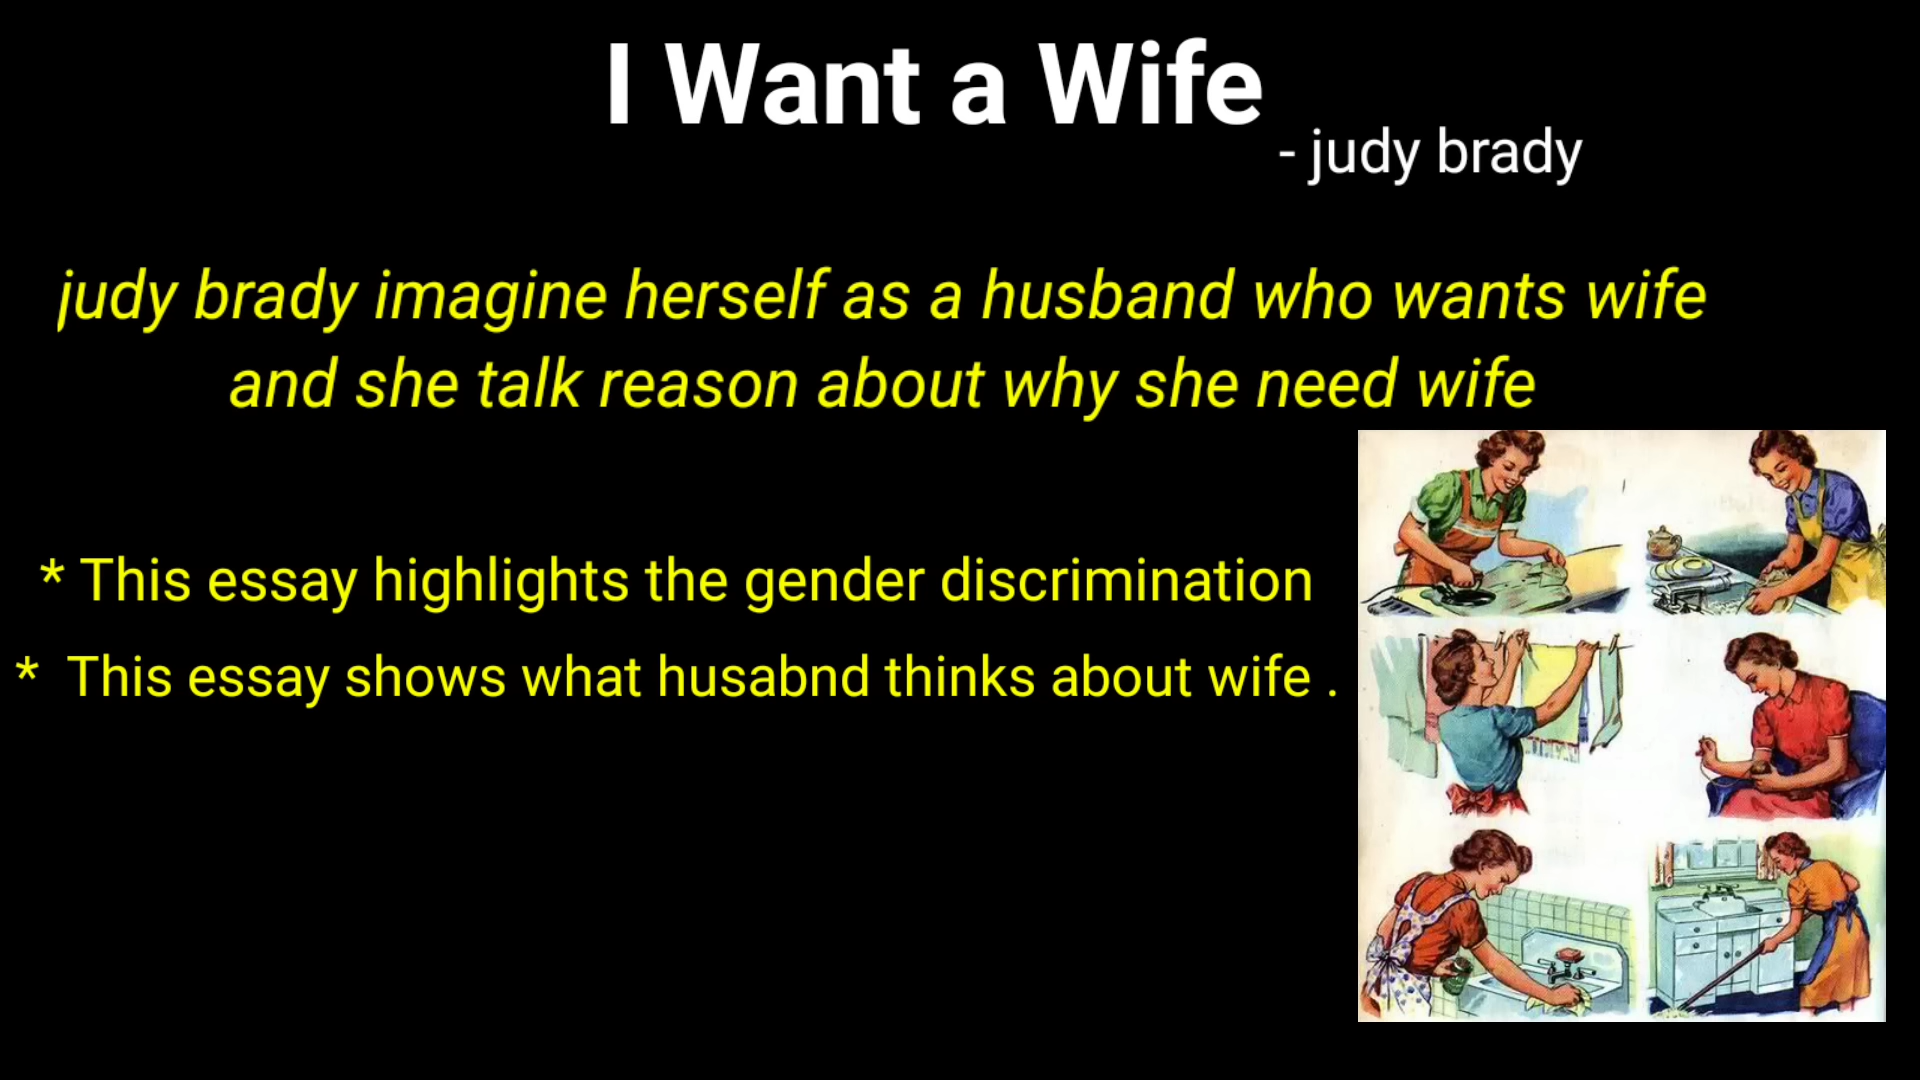 I Want a Wife
- judy brady
judy brady imagine herself as a husband who wants wife
and she talk reason about why she need wife
* This essay highlights the gender discrimination
* This essay shows what husabnd thinks about wife .